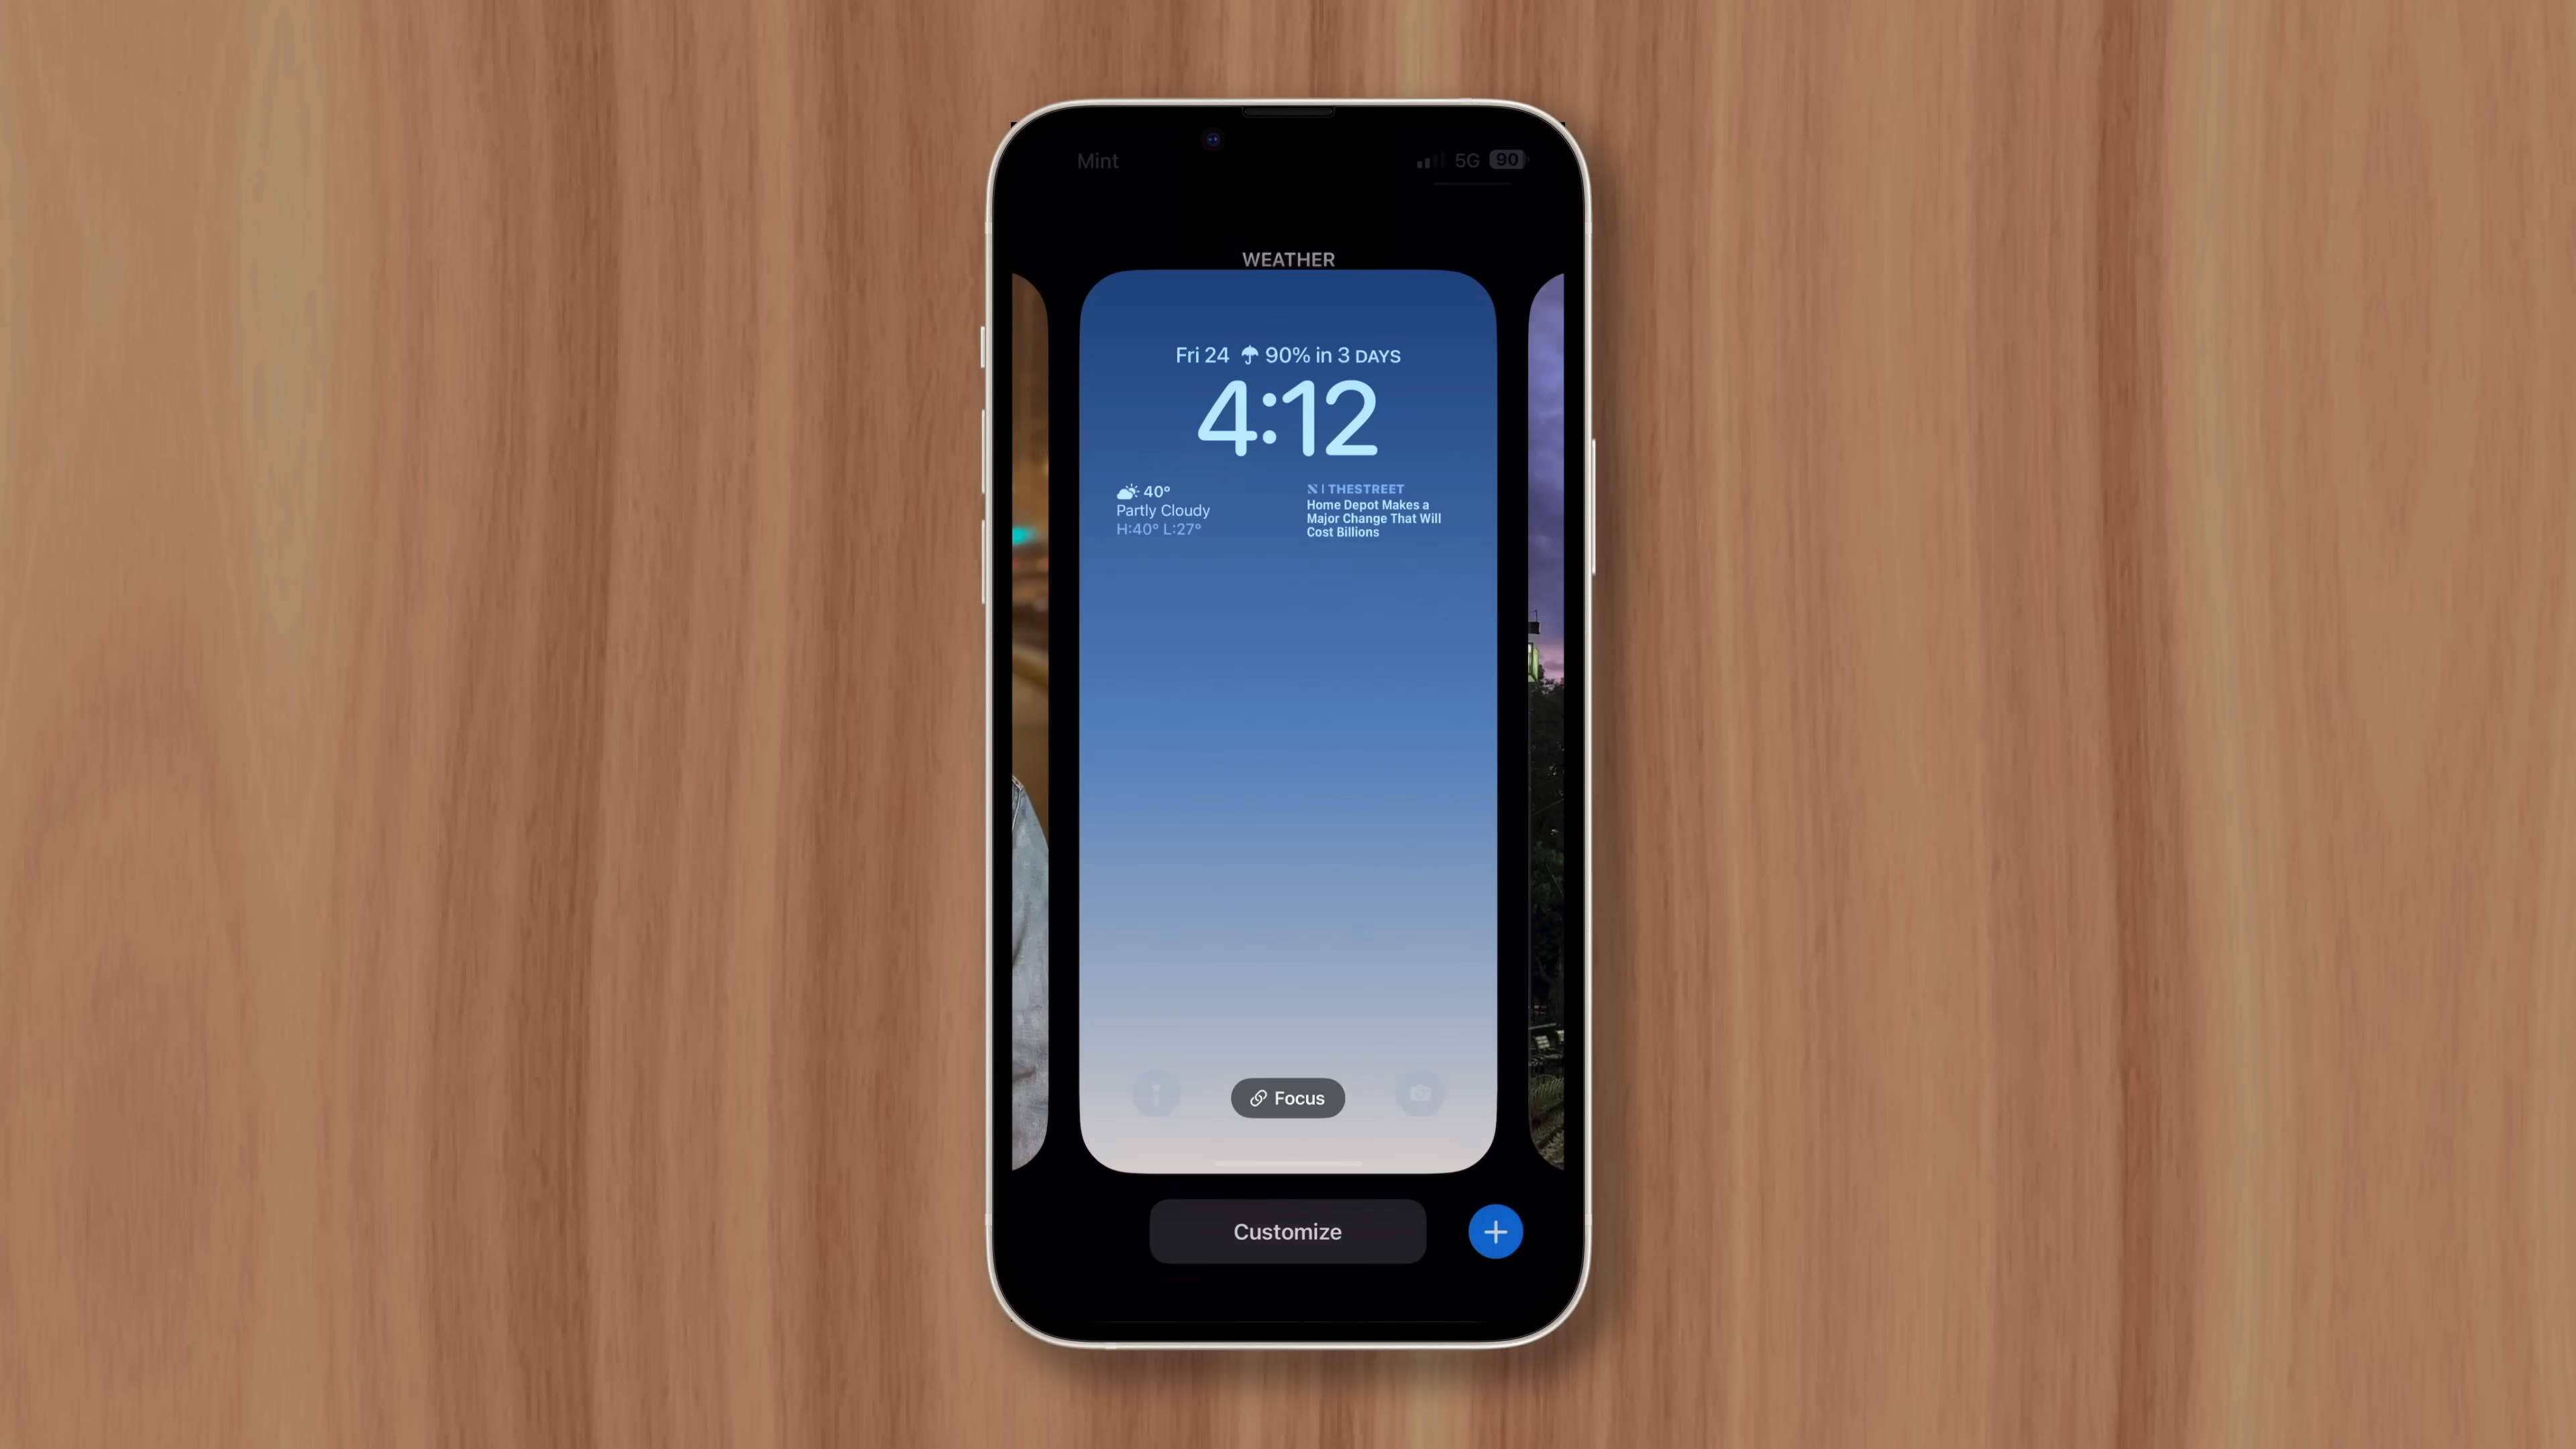 Mint 5G 90
WEATHER
Fri 24 90% in 3 DAYS
4:12
40°
Partly Cloudy
H:40° L:27°
N | THESTREET
Home Depot Makes a
Major Change That Will
Cost Billions
Focus
Customize